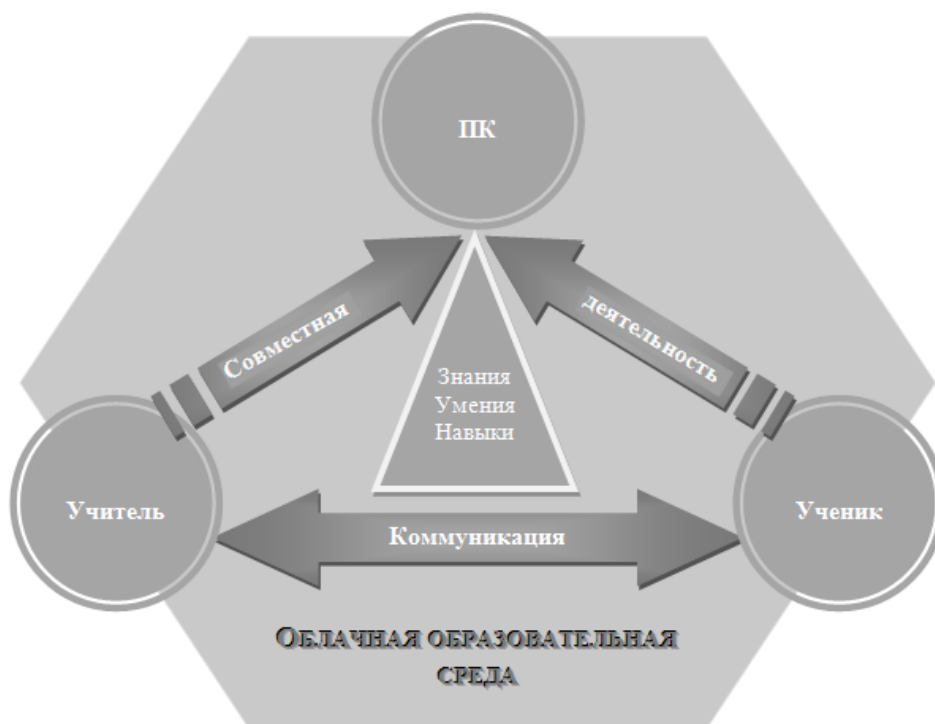 ПК
Совместная
деятельность
Знания
Умения
Навыки
Учитель
Ученик
Коммуникация
ОБЛАЧНАЯ ОБРАЗОВАТЕЛЬНАЯ
СРЕДА